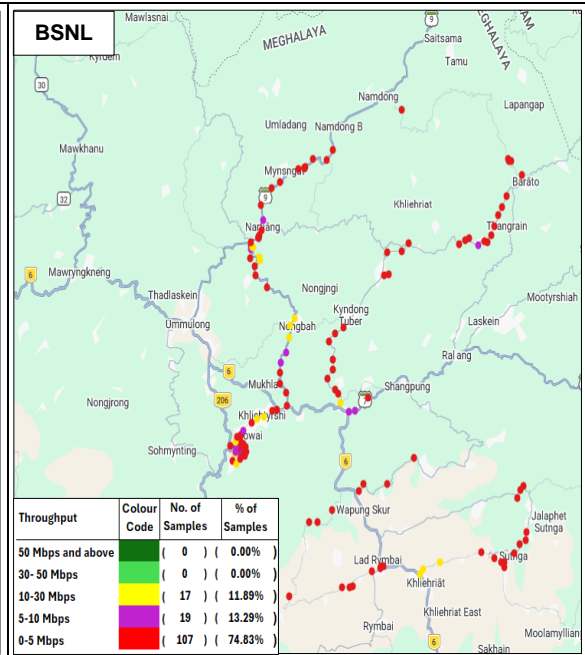 BSNL
Mawlasnai
9
MEGHALAYA
Saitsama
Kyrdem
Tamu
30
Namdong
Lapangap
Umladang
Namdong B
Mawkhanu
Mynsngat
Barato
32
9
Khliehriat
Nartiang
Thangrain
6
Mawryngkneng
Nongjngi
Thadlaskein
Mootyrshiah
Kyndong
Tuber
Ummulong
Nongbah
Laskein
Ralang
6
Mukhla
Shangpung
Nongjrong
206
Khliehtyrshi
Jowai
Sohmynting
6
Wapung Skur
Jalaphet
Sutnga
Lad Rymbai
Sutnga
Khliehriat
Khliehriat East
Rymbai
6
Moolamyllian
Sakhain
Throughput Colour Code No. of Samples % of Samples
50 Mbps and above ( 0 ) ( 0.00% )
30- 50 Mbps ( 0 ) ( 0.00% )
10-30 Mbps ( 17 ) ( 11.89% )
5-10 Mbps ( 19 ) ( 13.29% )
0-5 Mbps ( 107 ) ( 74.83% )